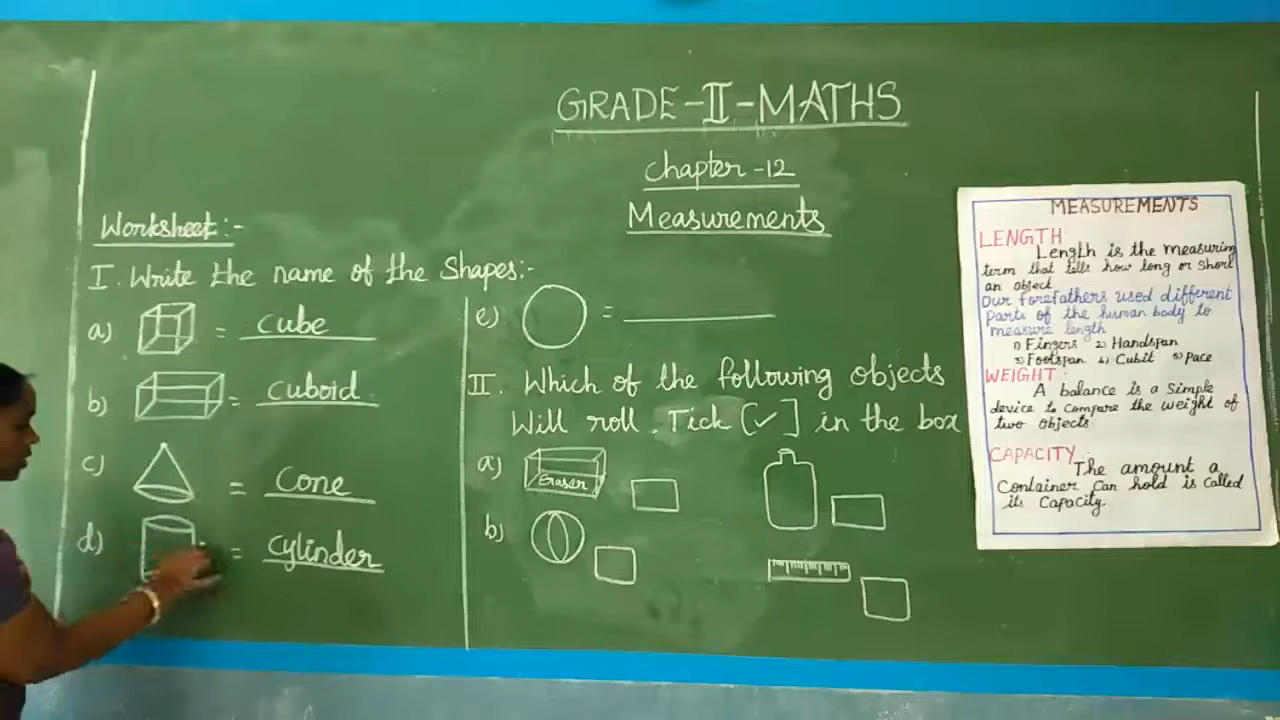 GRADE-II-MATHS
Chapter-12
Measurements
Worksheet:-
I. Write the name of the Shapes:-
a) = cube
b) = cuboid
c) = Cone
d) = cylinder
e) =
II. Which of the following objects
Will roll. Tick [✓] in the box
a) Eraser
b)
MEASUREMENTS
LENGTH
Length is the measuring
term that tells how long or short
an object
Our forefathers used different
Parts of the human body to
measure length
1) Fingers 2) Handspan
3) Footspan 4) Cubit 5) Pace
WEIGHT:
A balance is a Simple
device to Compare the weight of
two objects
CAPACITY
The amount a
Container Can hold is called
its Capacity.